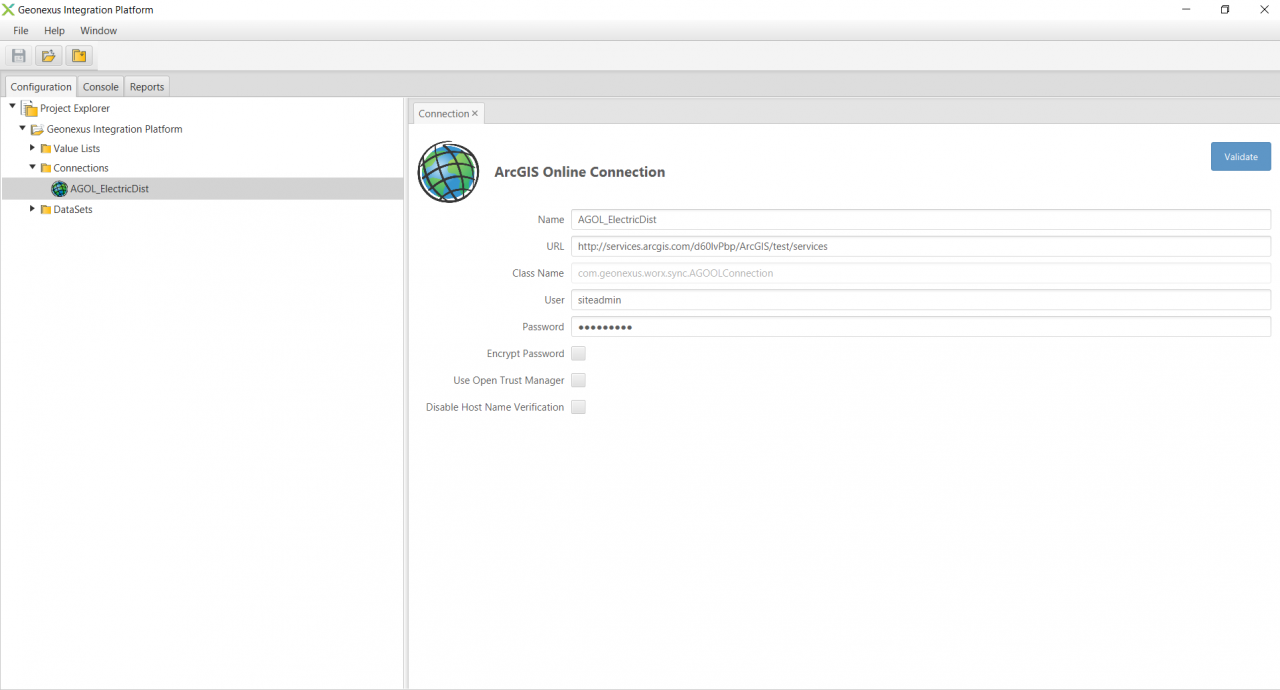 Geonexus Integration Platform
File Help Window
Configuration Console Reports
Project Explorer
Geonexus Integration Platform
Value Lists
Connections
AGOL_ElectricDist
DataSets
Connection
ArcGIS Online Connection
Validate
Name AGOL_ElectricDist
URL http://services.arcgis.com/d60lvPbp/ArcGIS/test/services
Class Name com.geonexus.worx.sync.AGOOLConnection
User siteadmin
Password •••••••••
Encrypt Password
Use Open Trust Manager
Disable Host Name Verification